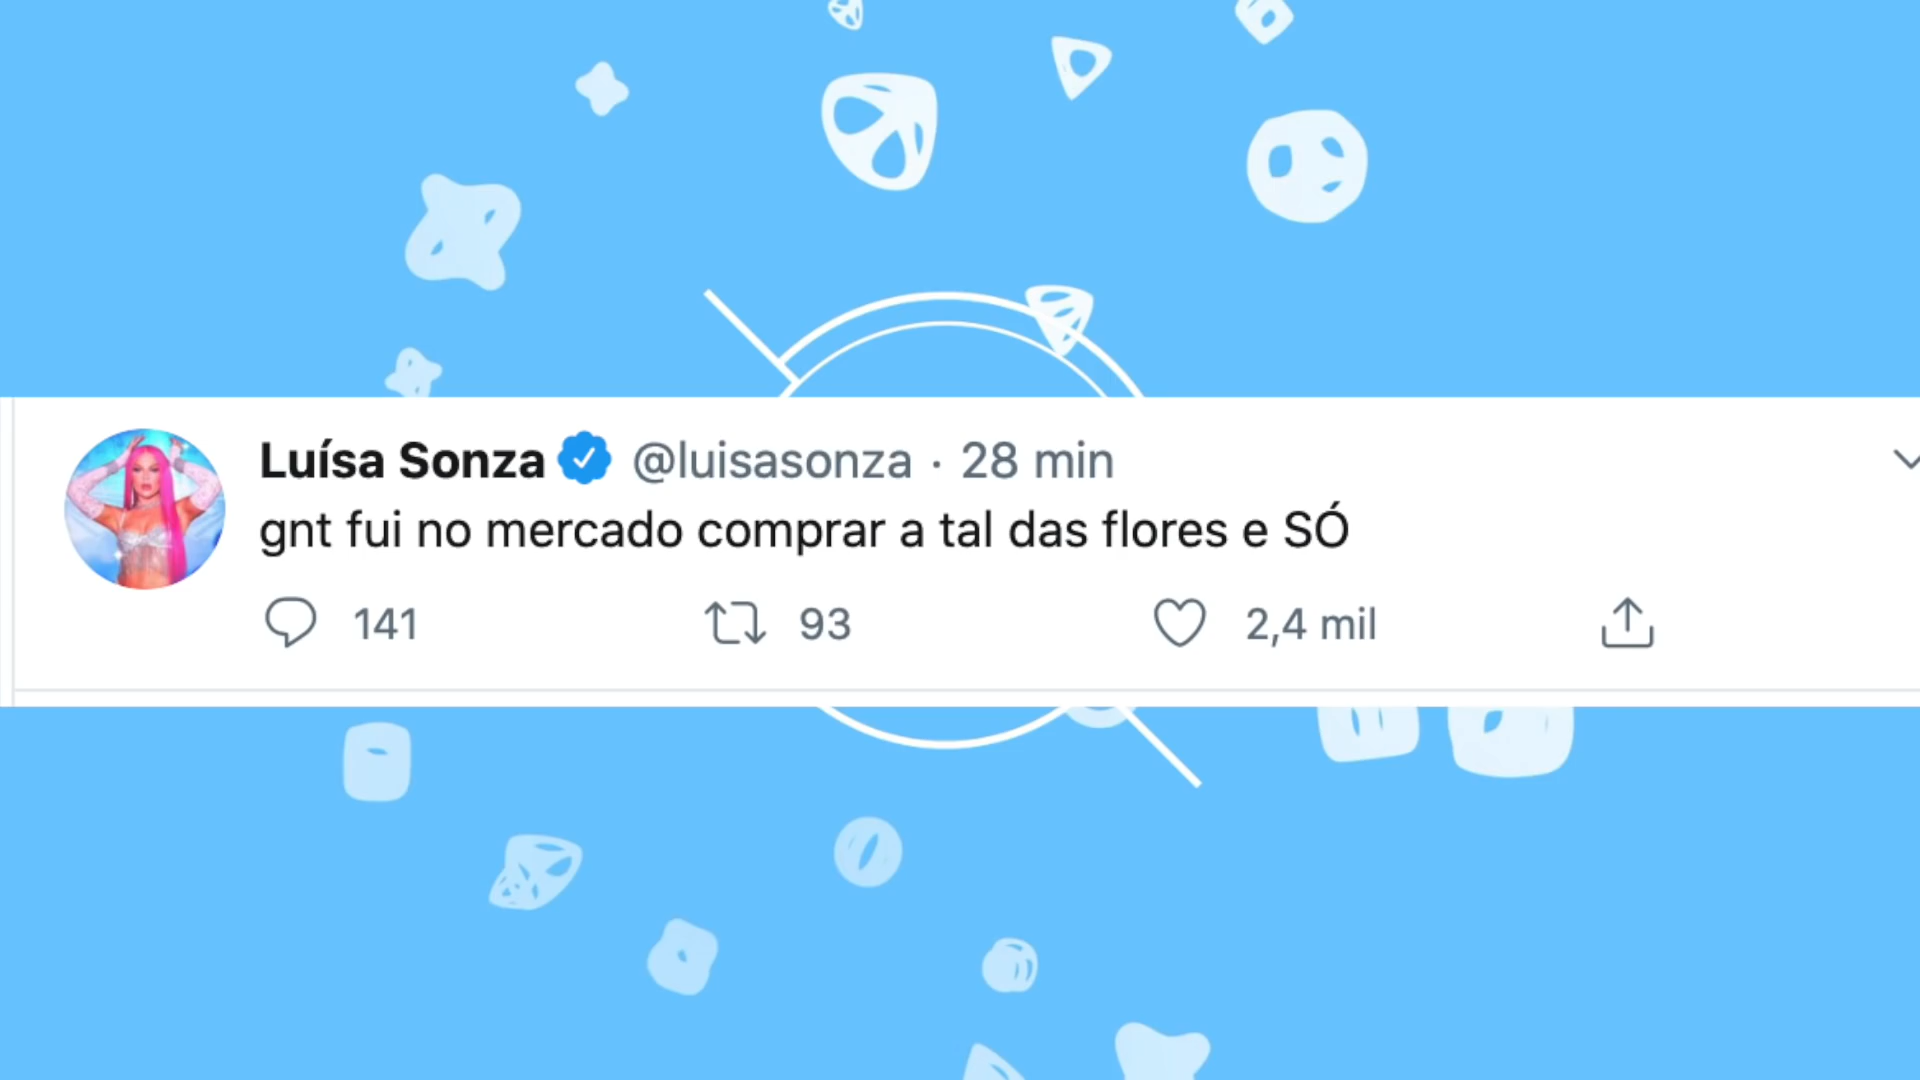 Luísa Sonza @luisasonza · 28 min
gnt fui no mercado comprar a tal das flores e SÓ
141 93 2,4 mil